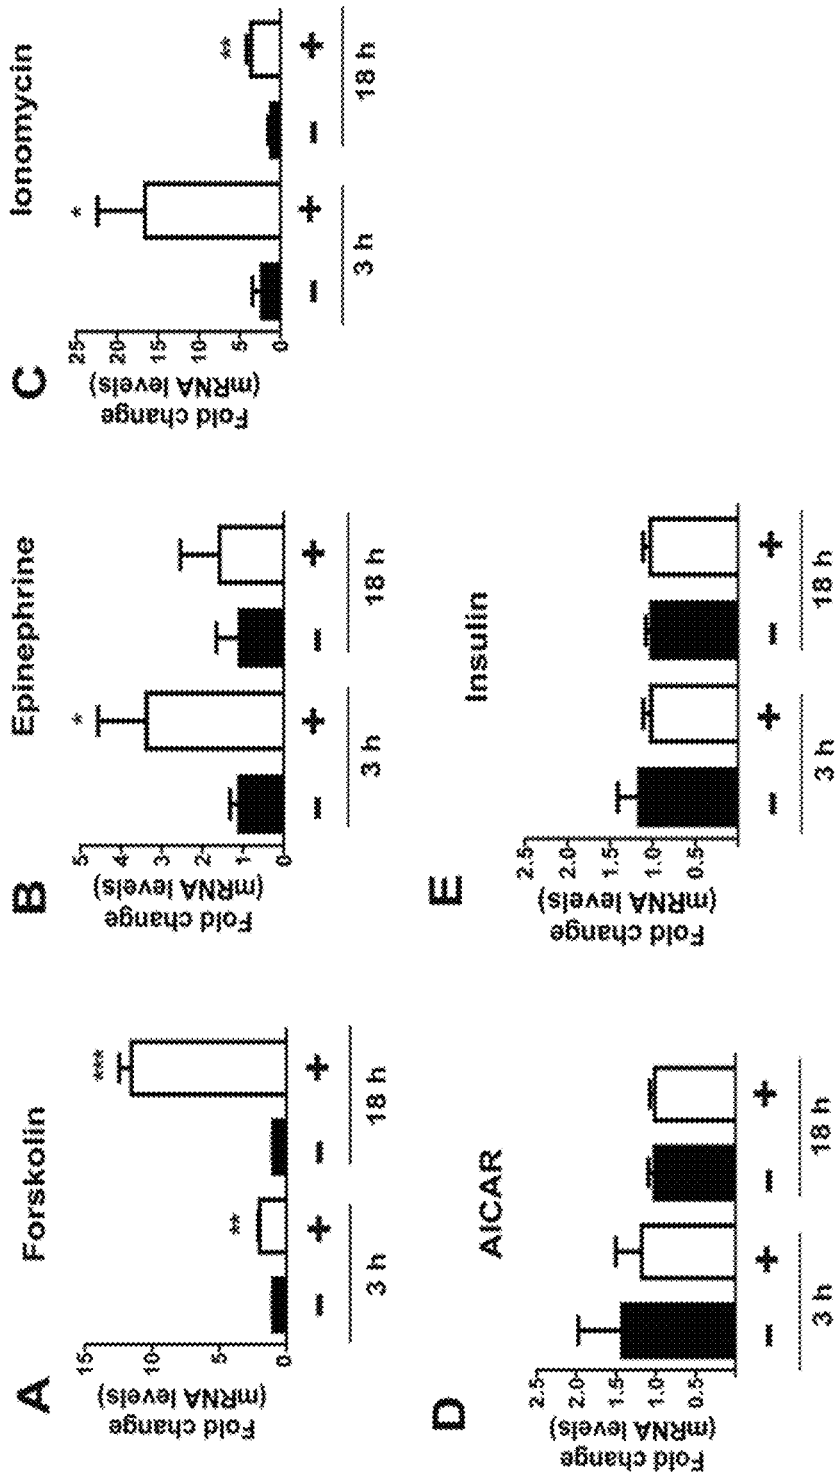 A
Forskolin
Fold change
(mRNA levels)
15
10
5
0
**
***
− + − +
3 h 18 h
B
Epinephrine
Fold change
(mRNA levels)
5
4
3
2
1
0
*
− + − +
3 h 18 h
C
Ionomycin
Fold change
(mRNA levels)
25
20
15
10
5
0
*
**
− + − +
3 h 18 h
D
AICAR
Fold change
(mRNA levels)
2.5
2.0
1.5
1.0
0.5
− + − +
3 h 18 h
E
Insulin
Fold change
(mRNA levels)
2.5
2.0
1.5
1.0
0.5
− + − +
3 h 18 h